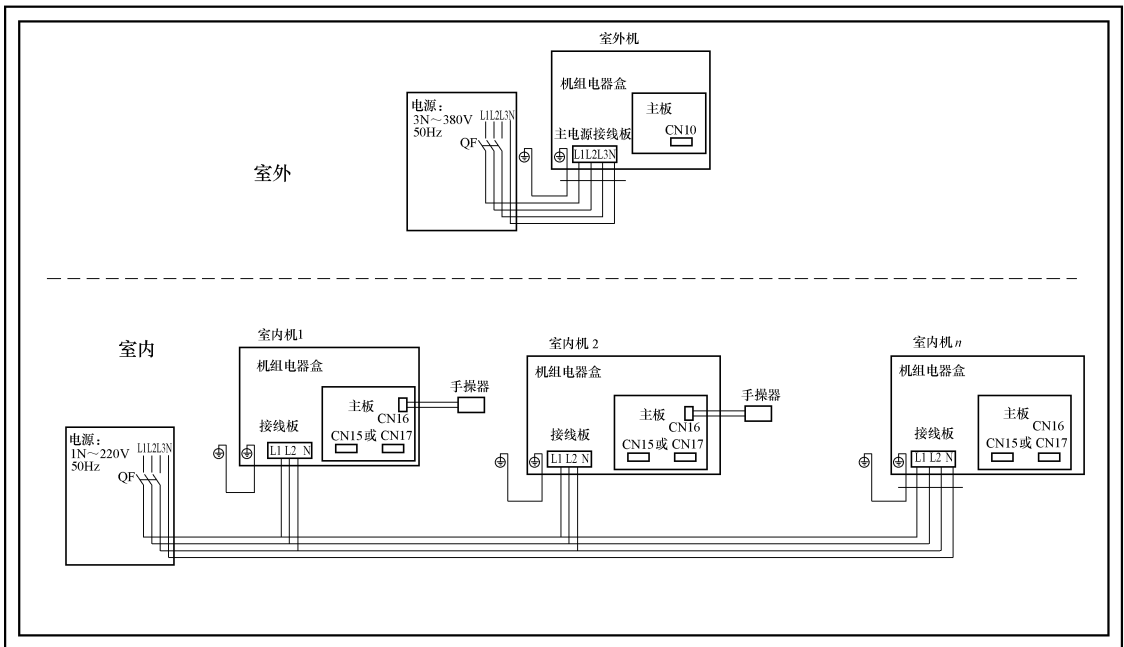 室外机
机组电器盒
主板
CN10
主电源接线板
L1L2L3N
电源：
3N～380V
50Hz
L1L2L3N
QF
室外
室内
室内机1
机组电器盒
主板
CN16
CN15或 CN17
接线板
L1 L2 N
手操器
室内机 2
机组电器盒
主板
CN16
CN15或 CN17
接线板
L1 L2 N
手操器
室内机n
机组电器盒
主板
CN16
CN15或 CN17
接线板
L1 L2 N
电源：
1N～220V
50Hz
L1L2L3N
QF